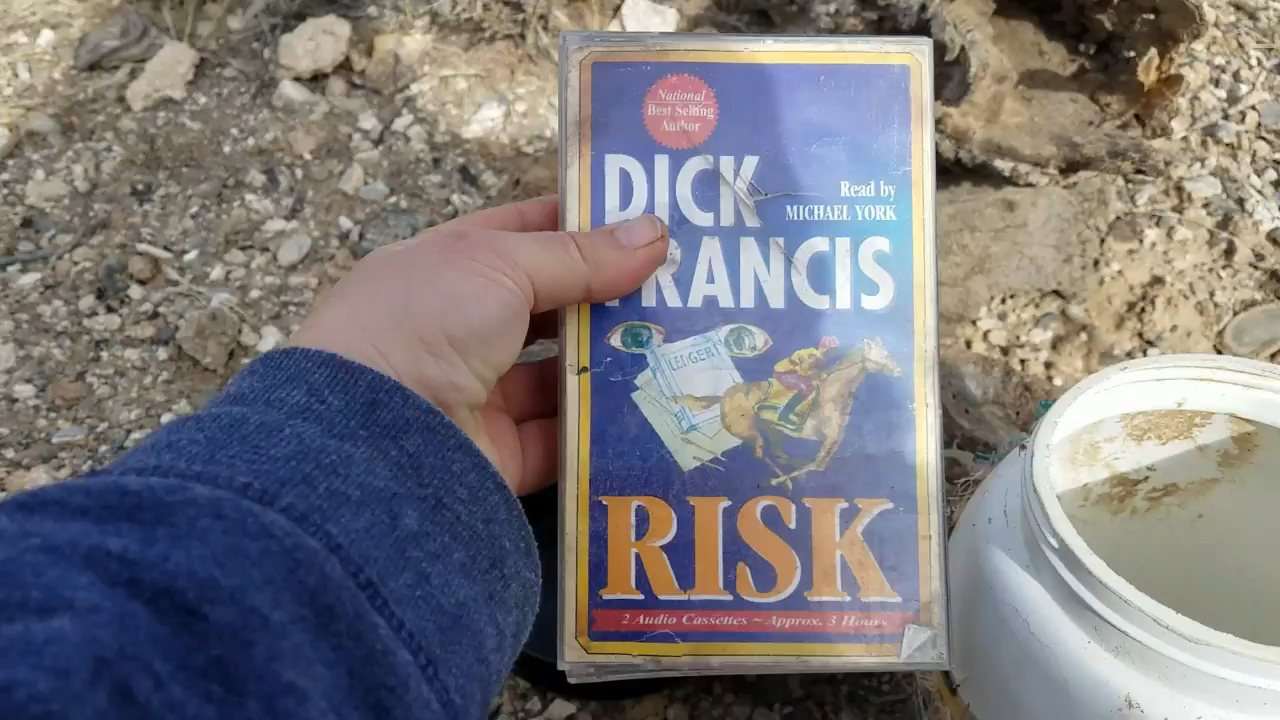 National
Best Selling
Author
DICK
Read by
MICHAEL YORK
FRANCIS
LEDGER
RISK
2 Audio Cassettes ~ Approx. 3 Hours